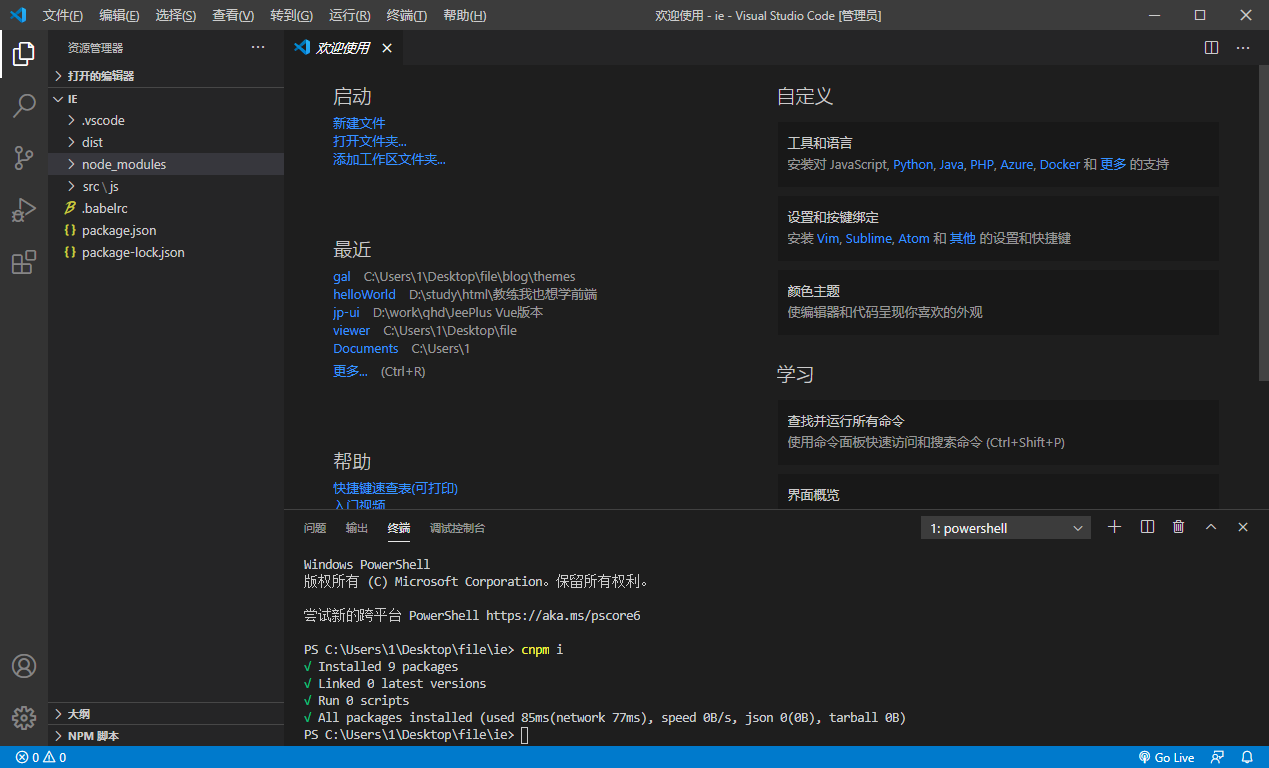 文件(F) 编辑(E) 选择(S) 查看(V) 转到(G) 运行(R) 终端(T) 帮助(H) 欢迎使用 - ie - Visual Studio Code [管理员]
资源管理器
打开的编辑器
IE
.vscode
dist
node_modules
src \ js
.babelrc
package.json
package-lock.json
大纲
NPM 脚本
欢迎使用
启动
新建文件
打开文件夹...
添加工作区文件夹...
最近
gal C:\Users\1\Desktop\file\blog\themes
helloWorld D:\study\html\教练我也想学前端
jp-ui D:\work\qhd\JeePlus Vue版本
viewer C:\Users\1\Desktop\file
Documents C:\Users\1
更多... (Ctrl+R)
帮助
快捷键速查表(可打印)
入门视频
自定义
工具和语言
安装对 JavaScript, Python, Java, PHP, Azure, Docker 和 更多 的支持
设置和按键绑定
安装 Vim, Sublime, Atom 和 其他 的设置和快捷键
颜色主题
使编辑器和代码呈现你喜欢的外观
学习
查找并运行所有命令
使用命令面板快速访问和搜索命令 (Ctrl+Shift+P)
界面概览
问题 输出 终端 调试控制台 1: powershell
Windows PowerShell
版权所有 (C) Microsoft Corporation。保留所有权利。
尝试新的跨平台 PowerShell https://aka.ms/pscore6
PS C:\Users\1\Desktop\file\ie> cnpm i
√ Installed 9 packages
√ Linked 0 latest versions
√ Run 0 scripts
√ All packages installed (used 85ms(network 77ms), speed 0B/s, json 0(0B), tarball 0B)
PS C:\Users\1\Desktop\file\ie>
0 0 Go Live